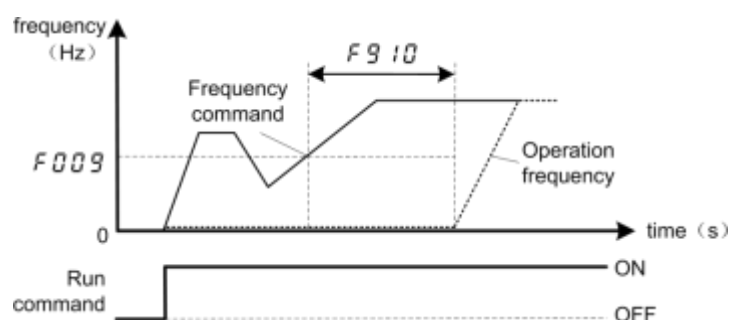 frequency
（Hz）
F910
Frequency
command
F009
Operation
frequency
0
time（s）
Run
command
ON
OFF